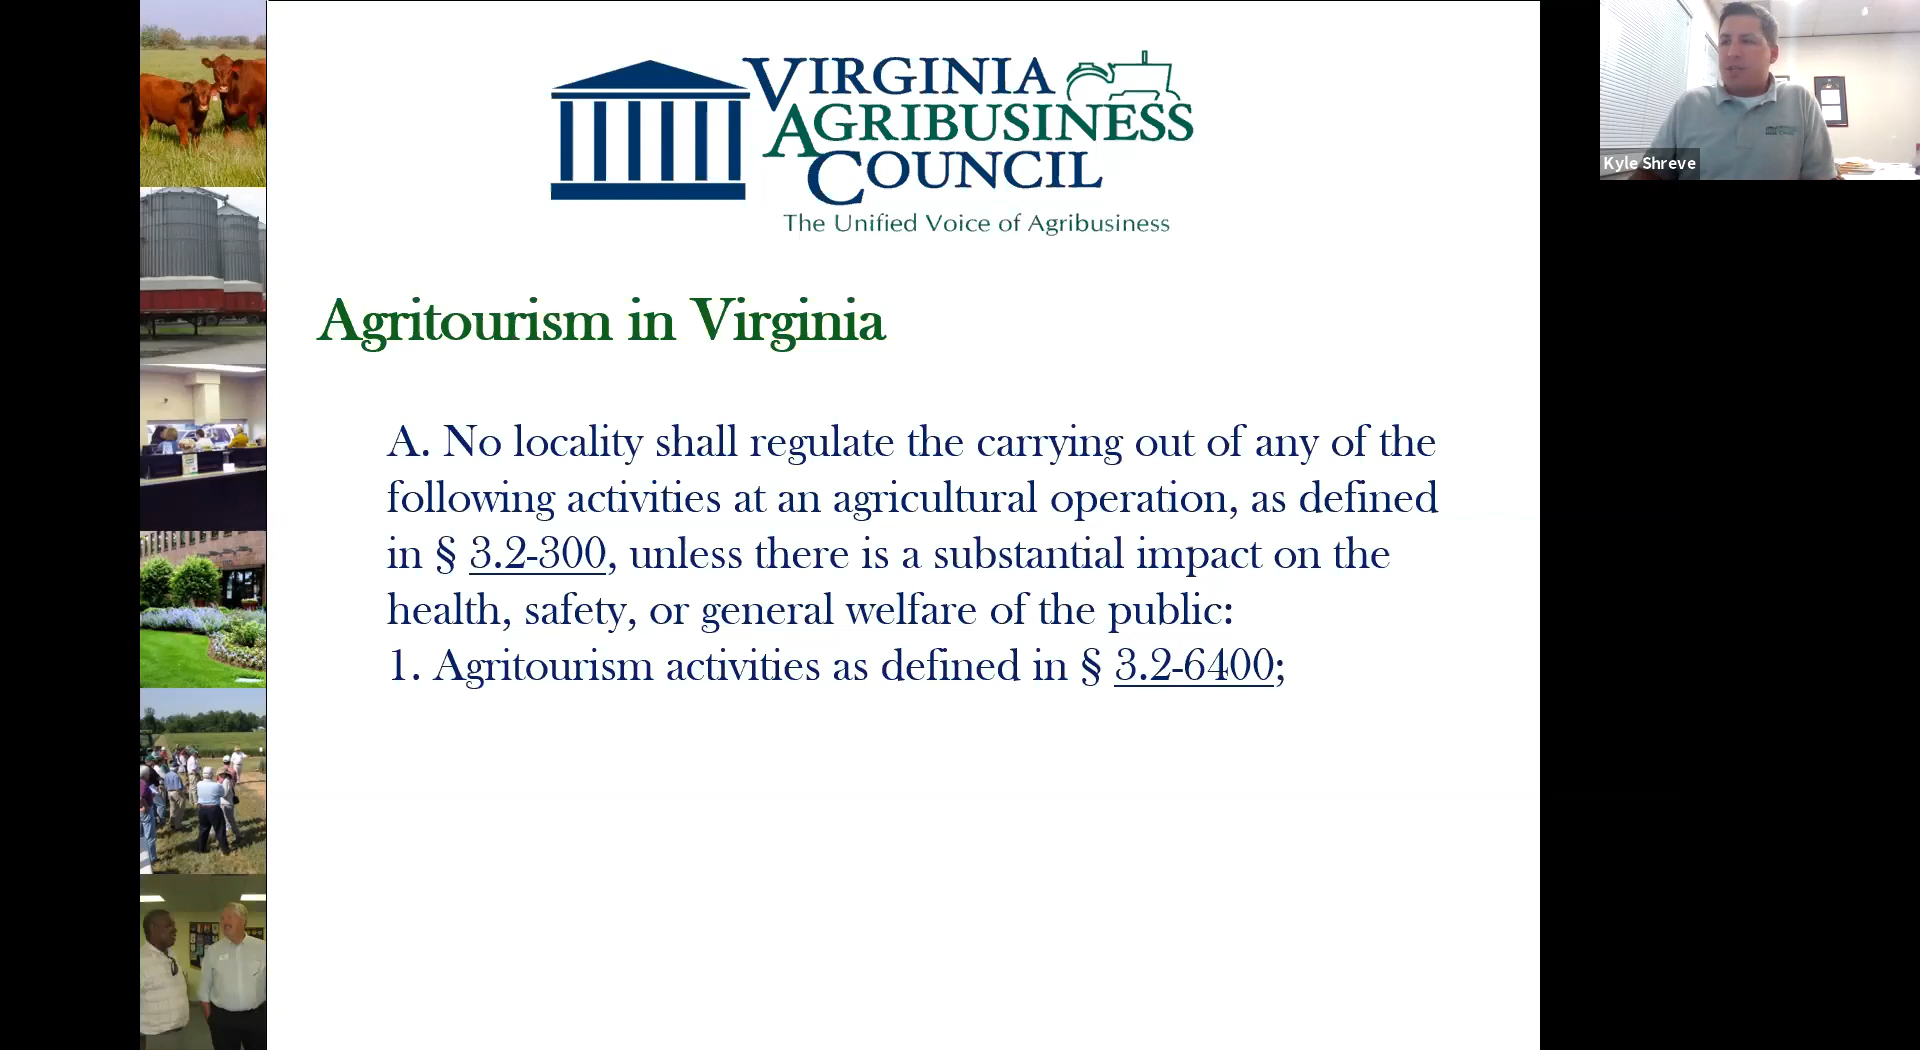 VIRGINIA
AGRIBUSINESS
COUNCIL
The Unified Voice of Agribusiness
Kyle Shreve
Agritourism in Virginia
A. No locality shall regulate the carrying out of any of the
following activities at an agricultural operation, as defined
in § 3.2-300, unless there is a substantial impact on the
health, safety, or general welfare of the public:
1. Agritourism activities as defined in § 3.2-6400;